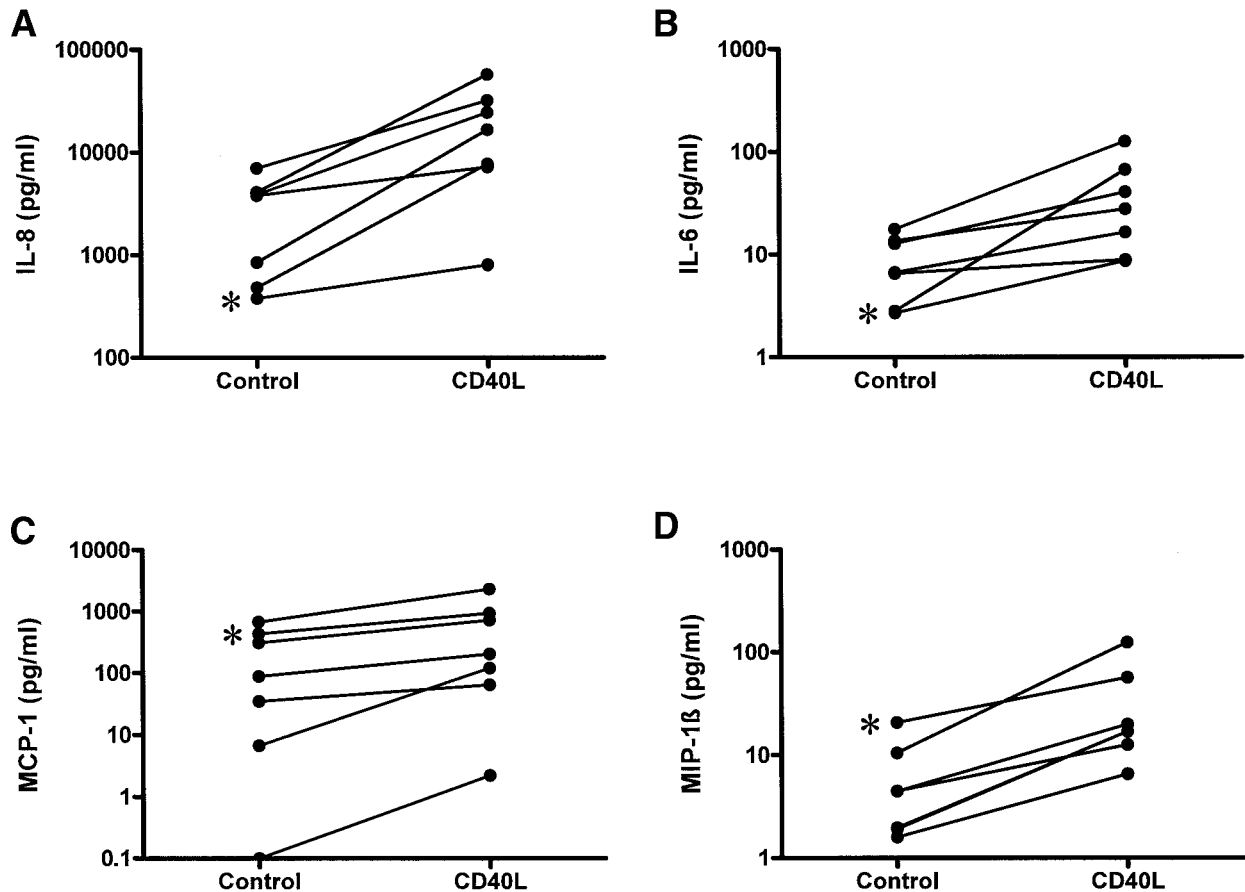 A
100000
10000
1000
100
IL-8 (pg/ml)
*
Control
CD40L
B
1000
100
10
1
IL-6 (pg/ml)
*
Control
CD40L
C
10000
1000
100
10
1
0.1
MCP-1 (pg/ml)
*
Control
CD40L
D
1000
100
10
1
MIP-1ß (pg/ml)
*
Control
CD40L